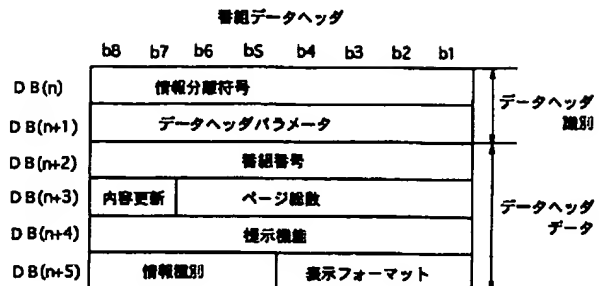 番組データヘッダ
b8 b7 b6 b5 b4 b3 b2 b1
DB(n) 情報分離符号
DB(n+1) データヘッダパラメータ
データヘッダ
識別
DB(n+2) 番組番号
DB(n+3) 内容更新 ページ総数
データヘッダ
データ
DB(n+4) 提示機能
DB(n+5) 情報種別 表示フォーマット